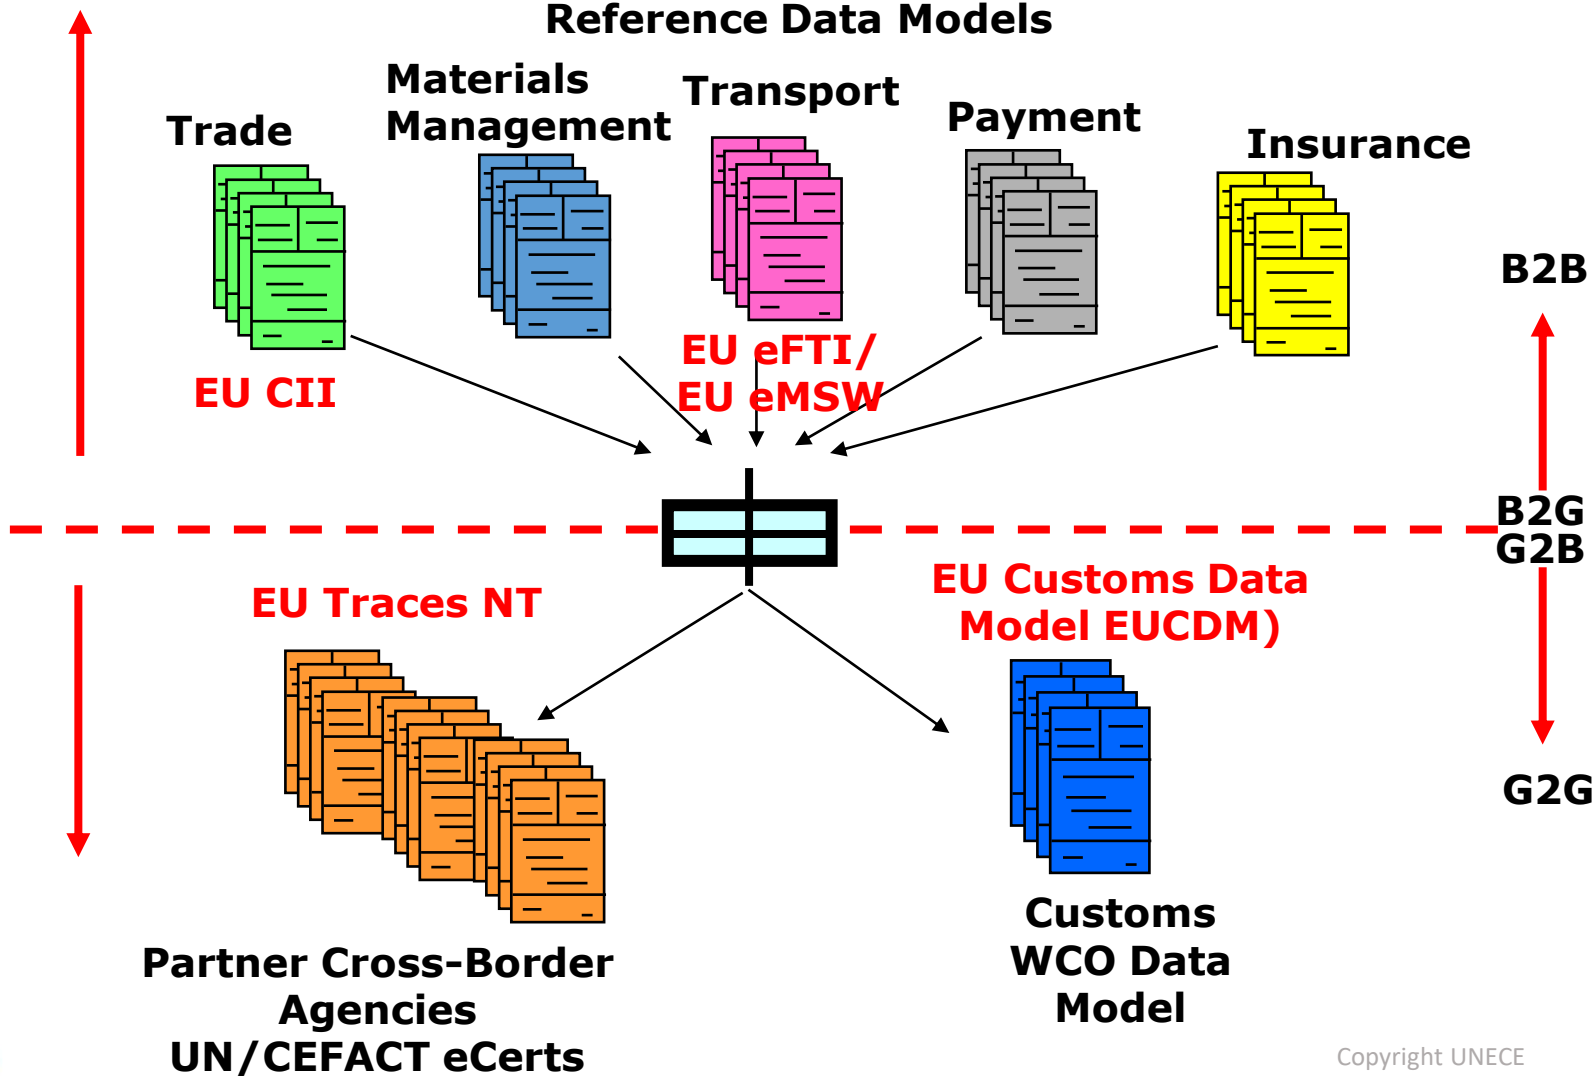 Reference Data Models
Trade
Materials
Management
Transport
Payment
Insurance
B2B
EU CII
EU eFTI/
EU eMSW
B2G
G2B
EU Traces NT
EU Customs Data
Model EUCDM)
G2G
Partner Cross-Border
Agencies
UN/CEFACT eCerts
Customs
WCO Data
Model
Copyright UNECE